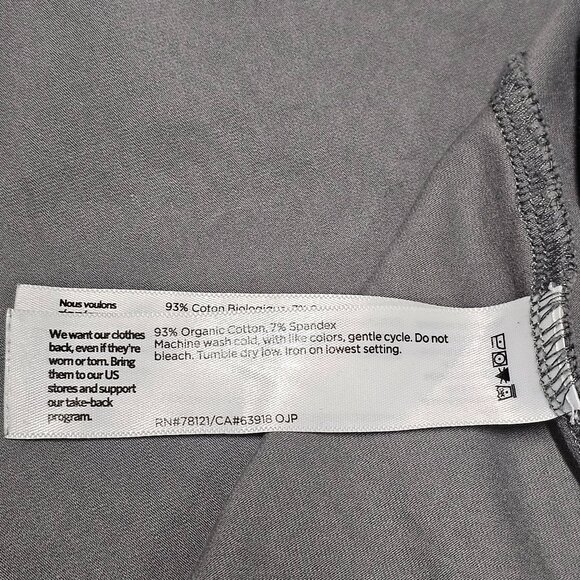 Nous voulons
93% Coton Biologique, 7%
We want our clothes
back, even if they're
worn or torn. Bring
them to our US
stores and support
our take-back
program.
93% Organic Cotton, 7% Spandex
Machine wash cold, with like colors, gentle cycle. Do not
bleach. Tumble dry low. Iron on lowest setting.
RN#78121/CA#63918 OJP